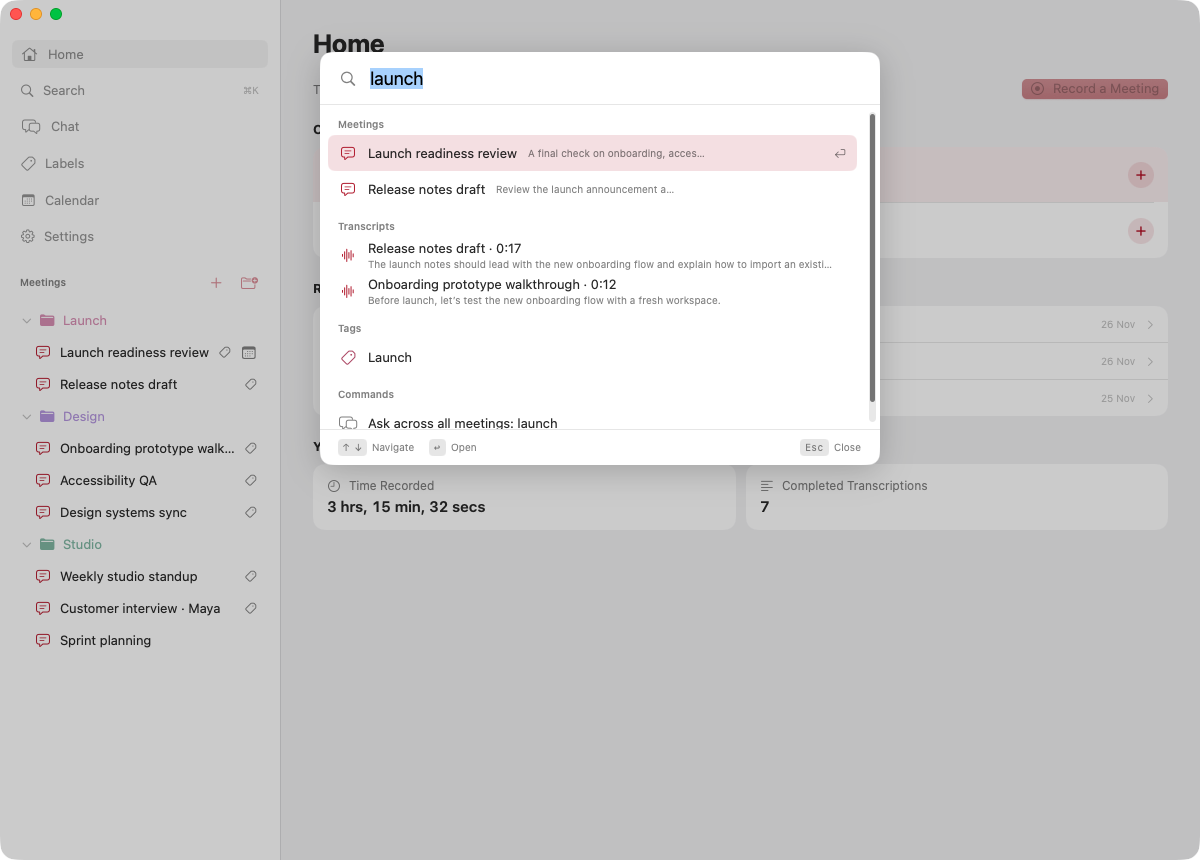 Home
Search ⌘K
Chat
Labels
Calendar
Settings
Meetings
Launch
Launch readiness review
Release notes draft
Design
Onboarding prototype walk...
Accessibility QA
Design systems sync
Studio
Weekly studio standup
Customer interview · Maya
Sprint planning
Home
Record a Meeting
launch
Meetings
Launch readiness review A final check on onboarding, acces...
Release notes draft Review the launch announcement a...
Transcripts
Release notes draft · 0:17
The launch notes should lead with the new onboarding flow and explain how to import an existi...
Onboarding prototype walkthrough · 0:12
Before launch, let's test the new onboarding flow with a fresh workspace.
Tags
Launch
Commands
Ask across all meetings: launch
↑ ↓ Navigate ↵ Open Esc Close
26 Nov
26 Nov
25 Nov
Time Recorded
3 hrs, 15 min, 32 secs
Completed Transcriptions
7